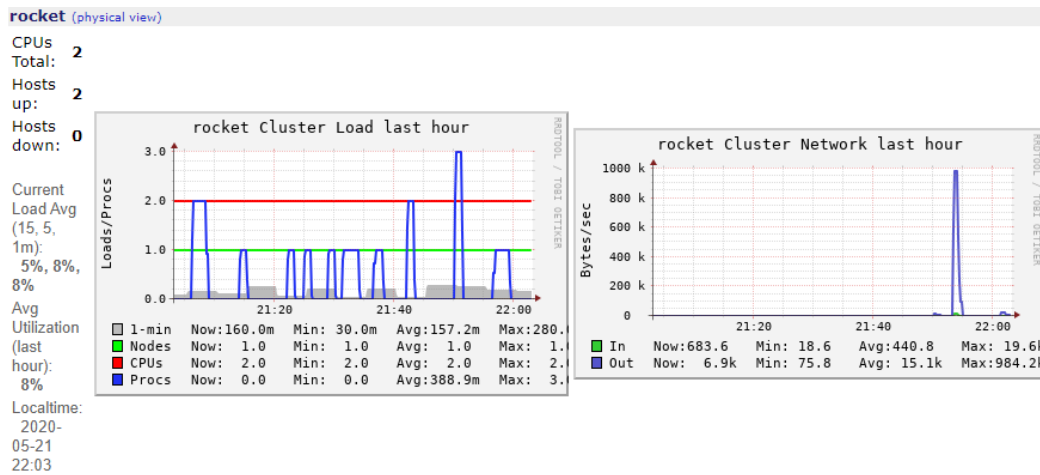 rocket (physical view)
CPUs
Total: 2
Hosts
up: 2
Hosts
down: 0
Current
Load Avg
(15, 5,
1m):
5%, 8%,
8%
Avg
Utilization
(last
hour):
8%
Localtime:
2020-
05-21
22:03
rocket Cluster Load last hour
RRDTOOL / TOBI OETIKER
Loads/Procs
3.0
2.0
1.0
0.0
21:20 21:40 22:00
1-min Now:160.0m Min: 30.0m Avg:157.2m Max:280.0
Nodes Now: 1.0 Min: 1.0 Avg: 1.0 Max: 1.
CPUs Now: 2.0 Min: 2.0 Avg: 2.0 Max: 2.
Procs Now: 0.0 Min: 0.0 Avg:388.9m Max: 3.
rocket Cluster Network last hour
RRDTOOL / TOBI OETIKER
Bytes/sec
1000 k
800 k
600 k
400 k
200 k
0
21:20 21:40 22:00
In Now:683.6 Min: 18.6 Avg:440.8 Max: 19.6k
Out Now: 6.9k Min: 75.8 Avg: 15.1k Max:984.2k